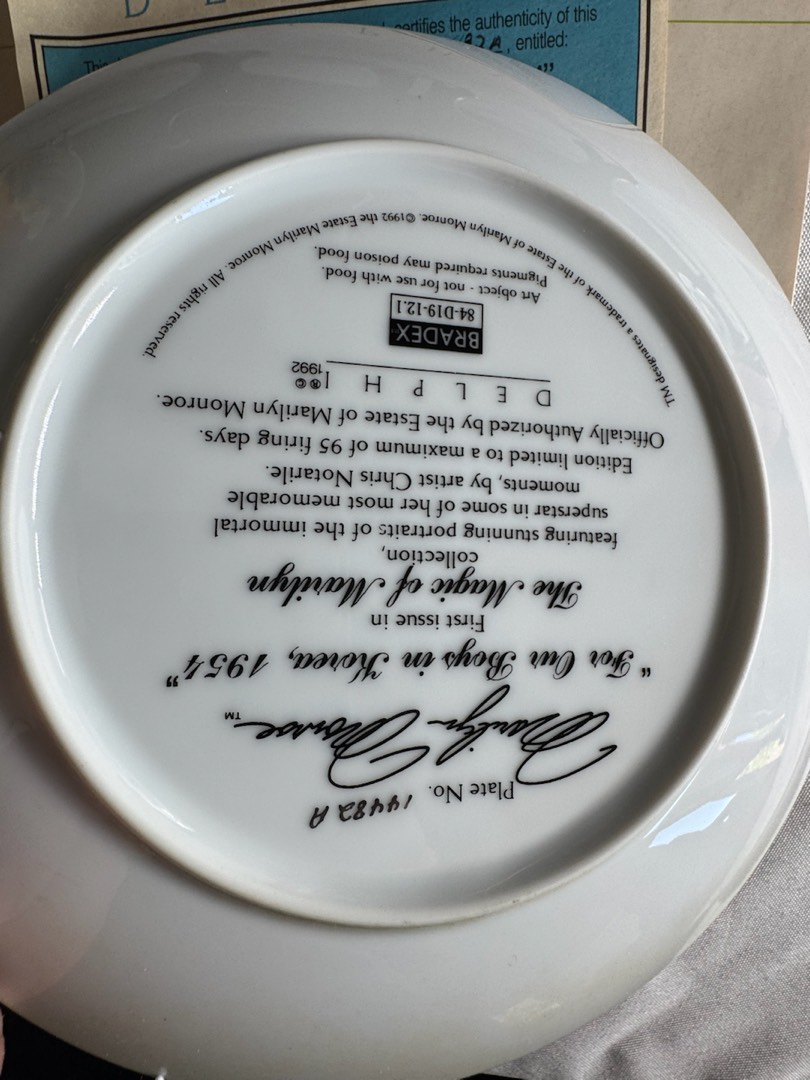 D
certifies the authenticity of this
82A, entitled:
Plate No. 14482 A
Marilyn Monroe™
"For Our Boys in Korea, 1954"
First issue in
The Magic of Marilyn
collection,
featuring stunning portraits of the immortal
superstar in some of her most memorable
moments, by artist Chris Notarile.
Edition limited to a maximum of 95 firing days.
Officially Authorized by the Estate of Marilyn Monroe.
DELPHI ®© 1992
BRADEX
84-D19-12.1
Art object - not for use with food.
Pigments required may poison food.
TM designates a trademark of the Estate of Marilyn Monroe. ©1992 the Estate Marilyn Monroe. All rights reserved.